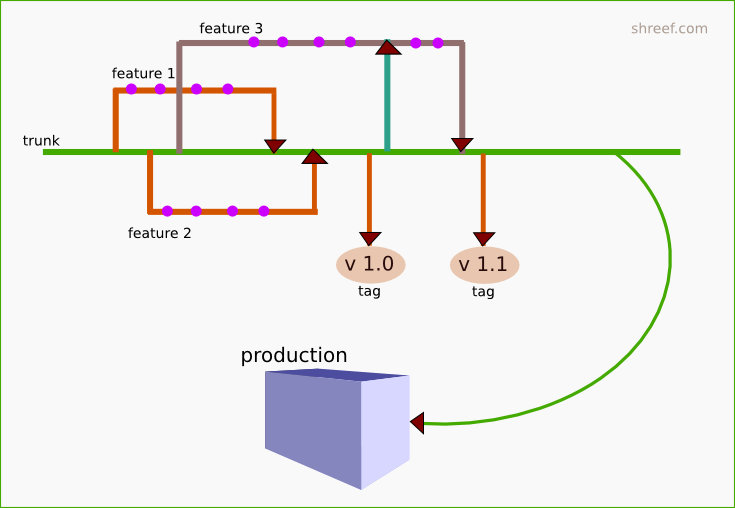 feature 3
shreef.com
feature 1
trunk
feature 2
v 1.0
v 1.1
tag
tag
production